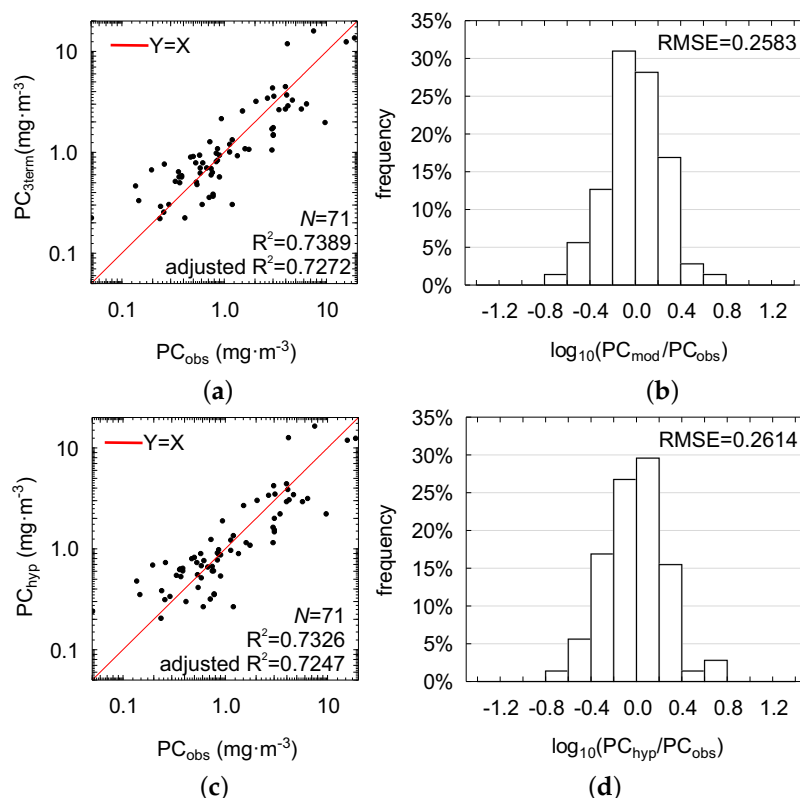 Y=X
10
1.0
0.1
PC3term(mg·m-3)
N=71
R2=0.7389
adjusted R2=0.7272
0.1 1.0 10
PCobs (mg·m-3)
(a)
35%
30%
25%
20%
15%
10%
5%
0%
frequency
RMSE=0.2583
-1.2 -0.8 -0.4 0.0 0.4 0.8 1.2
log10(PCmod/PCobs)
(b)
Y=X
10
1.0
0.1
PChyp (mg·m-3)
N=71
R2=0.7326
adjusted R2=0.7247
0.1 1.0 10
PCobs (mg·m-3)
(c)
35%
30%
25%
20%
15%
10%
5%
0%
frequency
RMSE=0.2614
-1.2 -0.8 -0.4 0.0 0.4 0.8 1.2
log10(PChyp/PCobs)
(d)